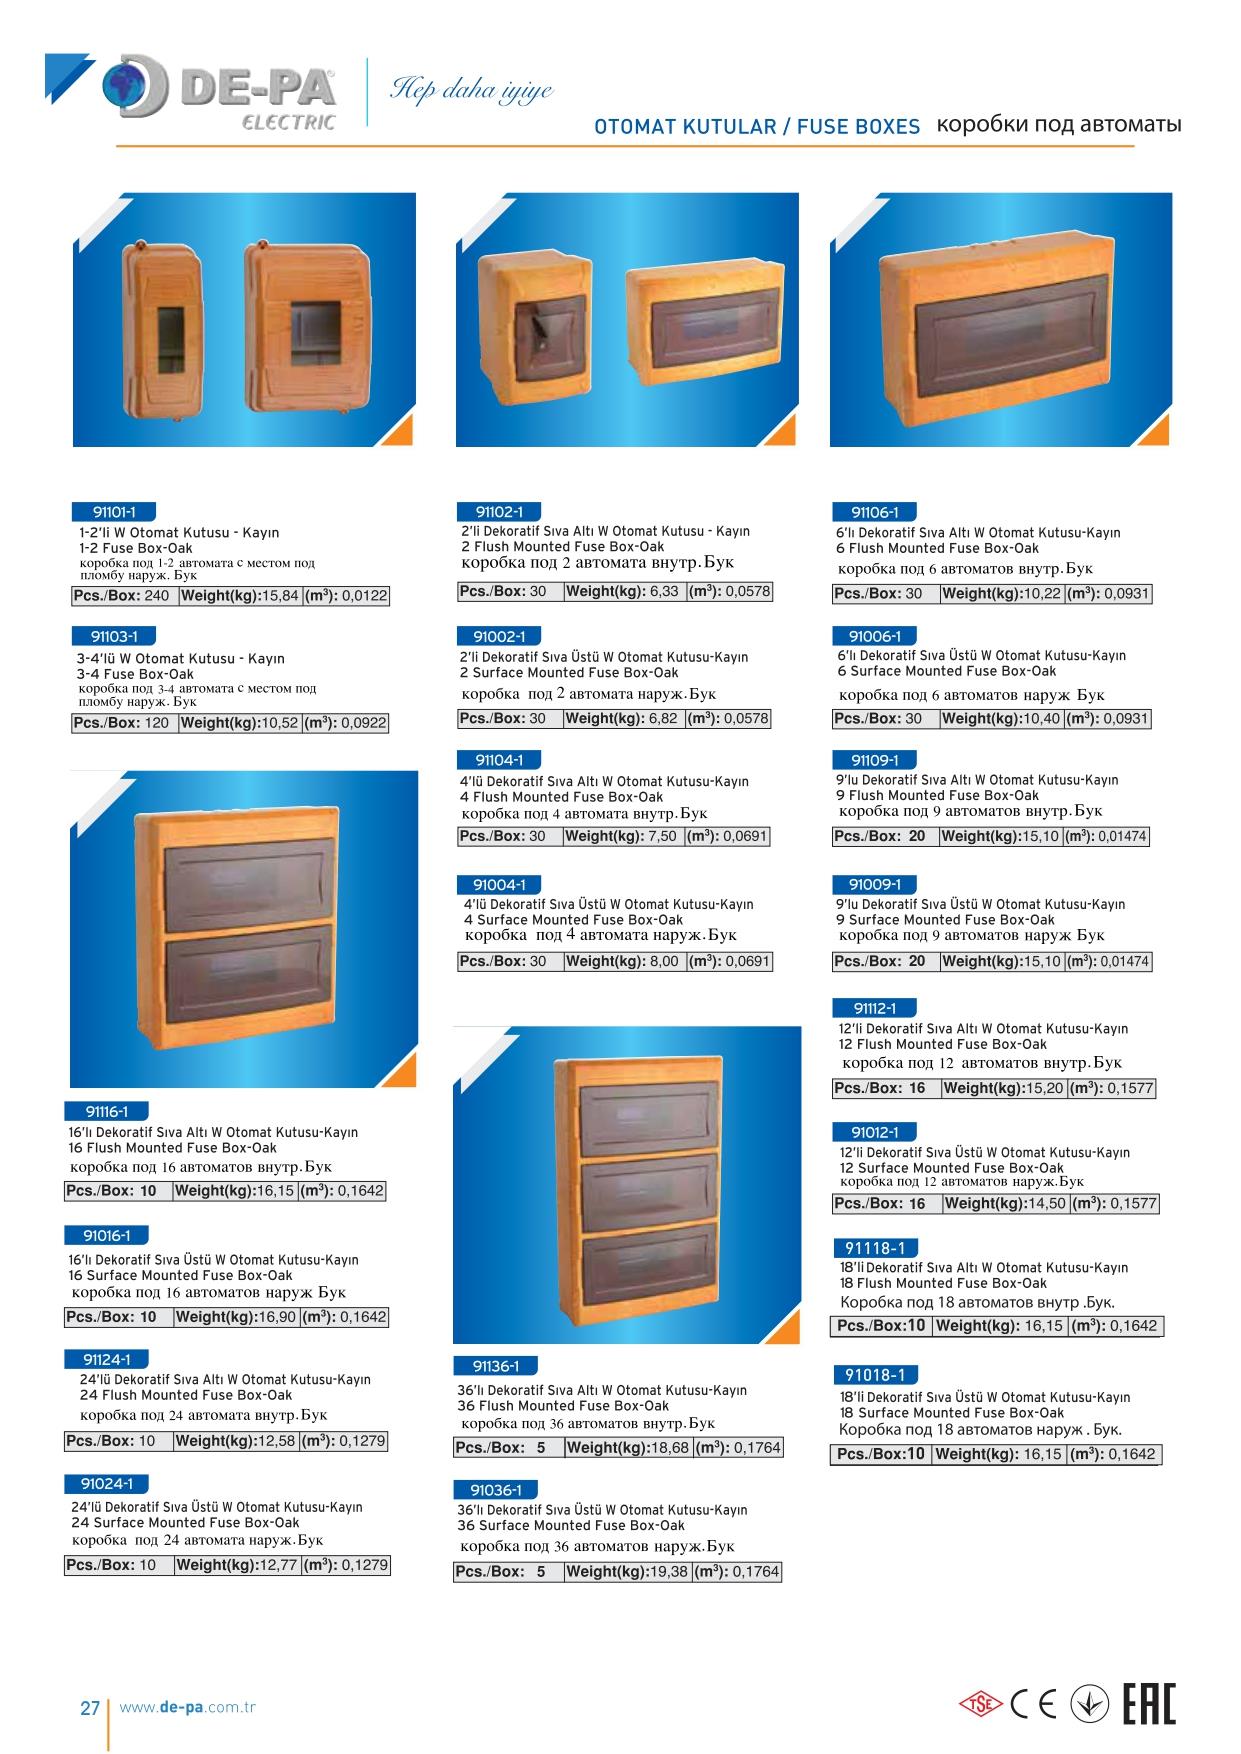 DE-PA®
ELECTRIC
Hep daha iyiye
OTOMAT KUTULAR / FUSE BOXES коробки под автоматы
91101-1
1-2'li W Otomat Kutusu - Kayın
1-2 Fuse Box-Oak
коробка под 1-2 автомата с местом под
пломбу наруж. Бук
Pcs./Box: 240 Weight(kg):15,84 (m³): 0,0122
91103-1
3-4'lü W Otomat Kutusu - Kayın
3-4 Fuse Box-Oak
коробка под 3-4 автомата с местом под
пломбу наруж. Бук
Pcs./Box: 120 Weight(kg):10,52 (m³): 0,0922
91116-1
16'lı Dekoratif Sıva Altı W Otomat Kutusu-Kayın
16 Flush Mounted Fuse Box-Oak
коробка под 16 автоматов внутр.Бук
Pcs./Box: 10 Weight(kg):16,15 (m³): 0,1642
91016-1
16'lı Dekoratif Sıva Üstü W Otomat Kutusu-Kayın
16 Surface Mounted Fuse Box-Oak
коробка под 16 автоматов наруж Бук
Pcs./Box: 10 Weight(kg):16,90 (m³): 0,1642
91124-1
24'lü Dekoratif Sıva Altı W Otomat Kutusu-Kayın
24 Flush Mounted Fuse Box-Oak
коробка под 24 автомата внутр.Бук
Pcs./Box: 10 Weight(kg):12,58 (m³): 0,1279
91024-1
24'lü Dekoratif Sıva Üstü W Otomat Kutusu-Kayın
24 Surface Mounted Fuse Box-Oak
коробка под 24 автомата наруж.Бук
Pcs./Box: 10 Weight(kg):12,77 (m³): 0,1279
91102-1
2'li Dekoratif Sıva Altı W Otomat Kutusu - Kayın
2 Flush Mounted Fuse Box-Oak
коробка под 2 автомата внутр.Бук
Pcs./Box: 30 Weight(kg): 6,33 (m³): 0,0578
91002-1
2'li Dekoratif Sıva Üstü W Otomat Kutusu-Kayın
2 Surface Mounted Fuse Box-Oak
коробка под 2 автомата наруж.Бук
Pcs./Box: 30 Weight(kg): 6,82 (m³): 0,0578
91104-1
4'lü Dekoratif Sıva Altı W Otomat Kutusu-Kayın
4 Flush Mounted Fuse Box-Oak
коробка под 4 автомата внутр.Бук
Pcs./Box: 30 Weight(kg): 7,50 (m³): 0,0691
91004-1
4'lü Dekoratif Sıva Üstü W Otomat Kutusu-Kayın
4 Surface Mounted Fuse Box-Oak
коробка под 4 автомата наруж.Бук
Pcs./Box: 30 Weight(kg): 8,00 (m³): 0,0691
91136-1
36'lı Dekoratif Sıva Altı W Otomat Kutusu-Kayın
36 Flush Mounted Fuse Box-Oak
коробка под 36 автоматов внутр.Бук
Pcs./Box: 5 Weight(kg):18,68 (m³): 0,1764
91036-1
36'lı Dekoratif Sıva Üstü W Otomat Kutusu-Kayın
36 Surface Mounted Fuse Box-Oak
коробка под 36 автоматов наруж.Бук
Pcs./Box: 5 Weight(kg):19,38 (m³): 0,1764
91106-1
6'lı Dekoratif Sıva Altı W Otomat Kutusu-Kayın
6 Flush Mounted Fuse Box-Oak
коробка под 6 автоматов внутр.Бук
Pcs./Box: 30 Weight(kg):10,22 (m³): 0,0931
91006-1
6'lı Dekoratif Sıva Üstü W Otomat Kutusu-Kayın
6 Surface Mounted Fuse Box-Oak
коробка под 6 автоматов наруж Бук
Pcs./Box: 30 Weight(kg):10,40 (m³): 0,0931
91109-1
9'lu Dekoratif Sıva Altı W Otomat Kutusu-Kayın
9 Flush Mounted Fuse Box-Oak
коробка под 9 автоматов внутр.Бук
Pcs./Box: 20 Weight(kg):15,10 (m³): 0,01474
91009-1
9'lu Dekoratif Sıva Üstü W Otomat Kutusu-Kayın
9 Surface Mounted Fuse Box-Oak
коробка под 9 автоматов наруж Бук
Pcs./Box: 20 Weight(kg):15,10 (m³): 0,01474
91112-1
12'li Dekoratif Sıva Altı W Otomat Kutusu-Kayın
12 Flush Mounted Fuse Box-Oak
коробка под 12 автоматов внутр.Бук
Pcs./Box: 16 Weight(kg):15,20 (m³): 0,1577
91012-1
12'li Dekoratif Sıva Üstü W Otomat Kutusu-Kayın
12 Surface Mounted Fuse Box-Oak
коробка под 12 автоматов наруж.Бук
Pcs./Box: 16 Weight(kg):14,50 (m³): 0,1577
91118-1
18'li Dekoratif Sıva Altı W Otomat Kutusu-Kayın
18 Flush Mounted Fuse Box-Oak
Коробка под 18 автоматов внутр .Бук.
Pcs./Box:10 Weight(kg): 16,15 (m³): 0,1642
91018-1
18'li Dekoratif Sıva Üstü W Otomat Kutusu-Kayın
18 Surface Mounted Fuse Box-Oak
Коробка под 18 автоматов наруж . Бук.
Pcs./Box:10 Weight(kg): 16,15 (m³): 0,1642
27 www.de-pa.com.tr
TSE CE EAC